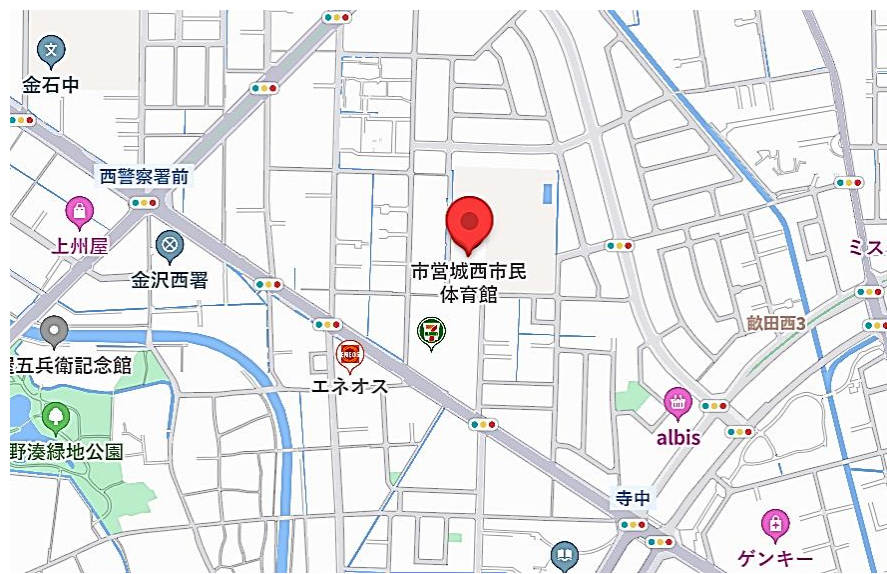 金石中
西警察署前
上州屋
金沢西署
市営城西市民
体育館
ミス
畝田西3
五兵衛記念館
ENEOS
エネオス
7
albis
野湊緑地公園
寺中
ゲンキー